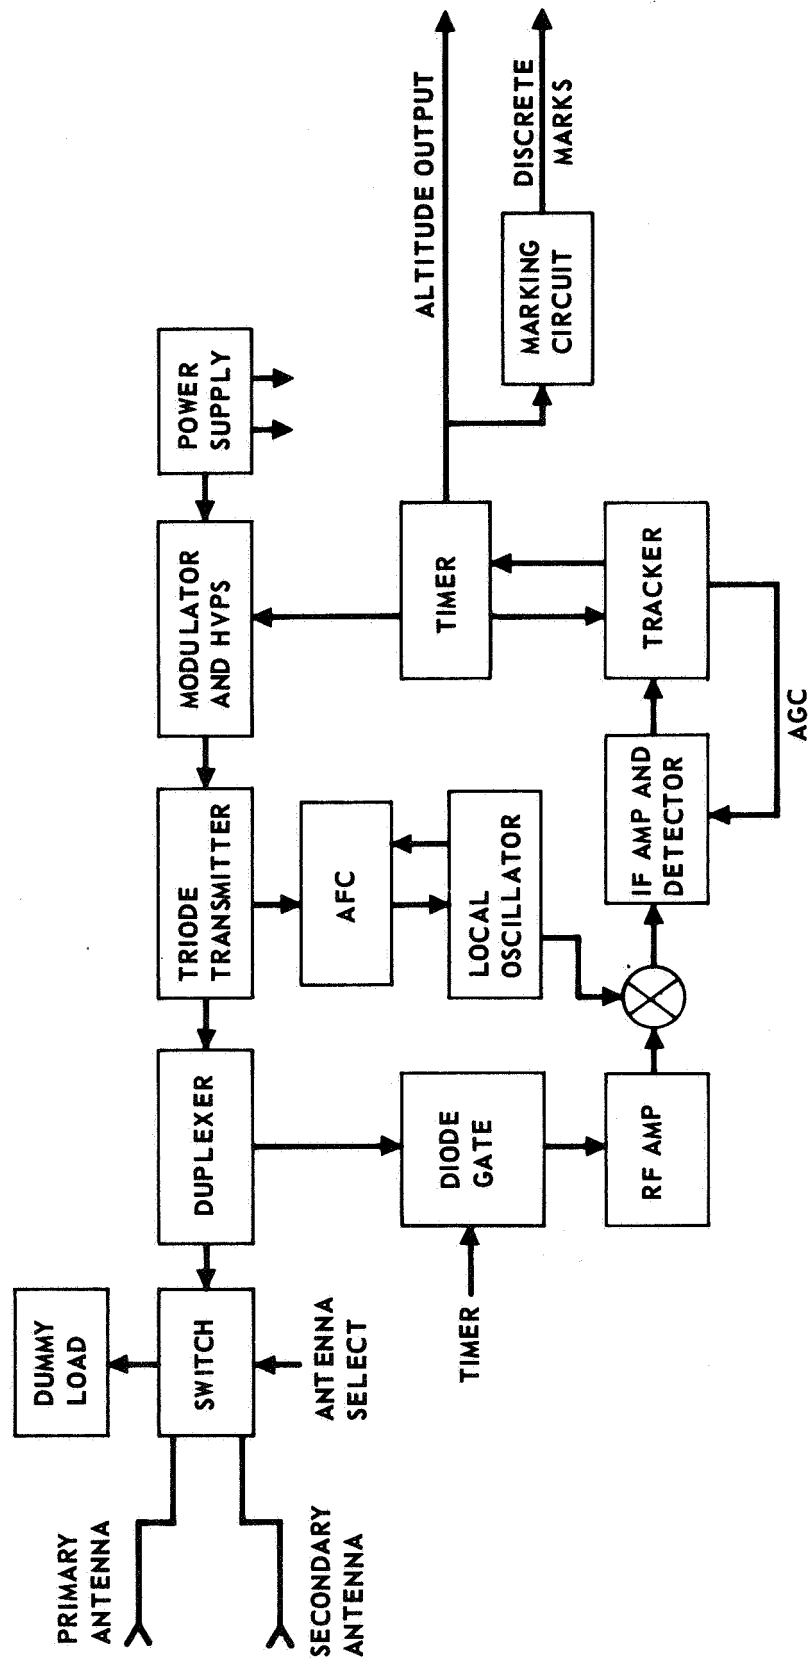 PRIMARY
ANTENNA
SECONDARY
ANTENNA
DUMMY
LOAD
SWITCH
ANTENNA
SELECT
DUPLEXER
TRIODE
TRANSMITTER
MODULATOR
AND HVPS
POWER
SUPPLY
AFC
LOCAL
OSCILLATOR
TIMER
DIODE
GATE
RF AMP
IF AMP AND
DETECTOR
TRACKER
AGC
TIMER
ALTITUDE OUTPUT
MARKING
CIRCUIT
DISCRETE
MARKS